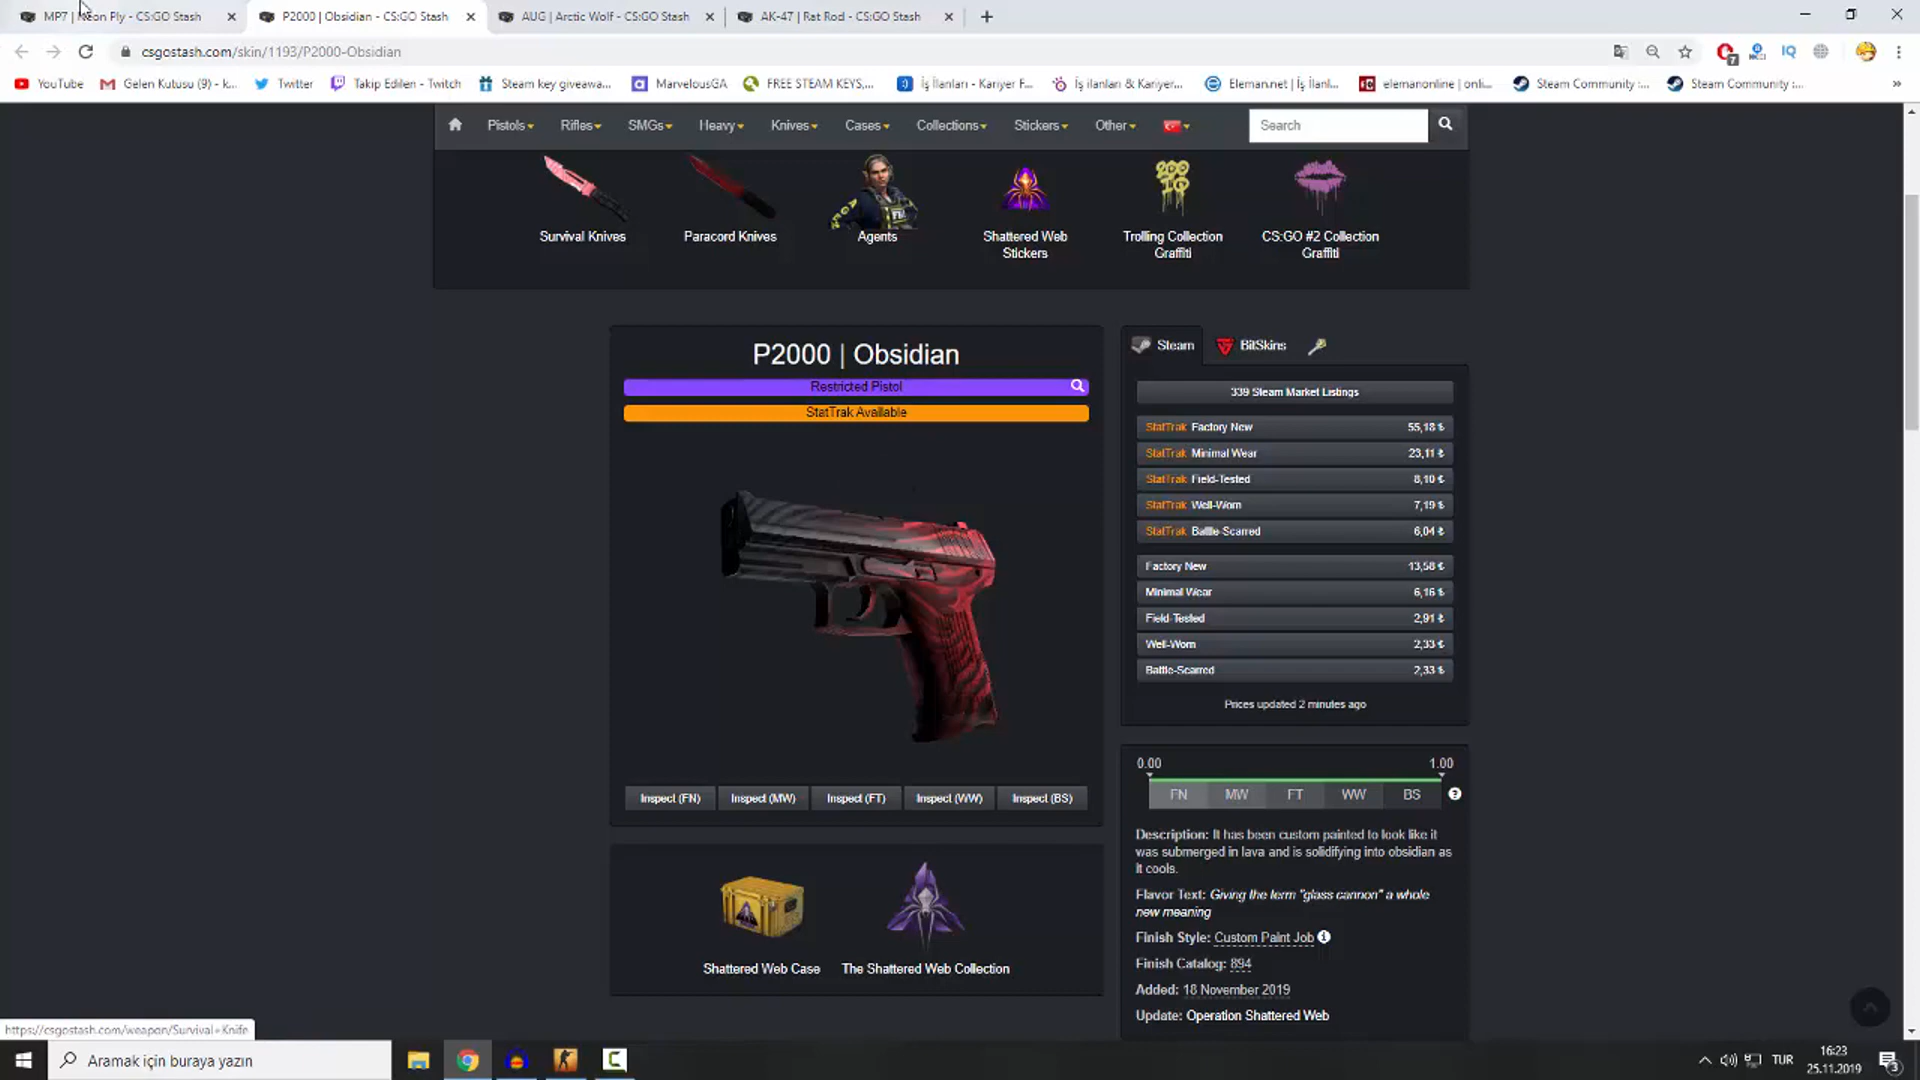 MP7 | Neon Fly - CS:GO Stash
P2000 | Obsidian - CS:GO Stash
AUG | Arctic Wolf - CS:GO Stash
AK-47 | Rat Rod - CS:GO Stash
csgostash.com/skin/1193/P2000-Obsidian
7
YouTube
Gelen Kutusu (9) - k...
Twitter
Takip Edilen - Twitch
Steam key giveawa...
MarvelousGA
FREE STEAM KEYS,...
İş İlanları - Kariyer F...
İş ilanları & Kariyer...
Eleman.net | İş İlanl...
elemanonline | onli...
Steam Community :...
Steam Community :...
Pistols
Rifles
SMGs
Heavy
Knives
Cases
Collections
Stickers
Other
Search
Survival Knives
Paracord Knives
Agents
Shattered Web
Stickers
Trolling Collection
Graffiti
CS:GO #2 Collection
Graffiti
P2000 | Obsidian
Restricted Pistol
StatTrak Available
Inspect (FN)
Inspect (MW)
Inspect (FT)
Inspect (WW)
Inspect (BS)
Shattered Web Case
The Shattered Web Collection
Steam
BitSkins
339 Steam Market Listings
StatTrak Factory New 55,18 ₺
StatTrak Minimal Wear 23,11 ₺
StatTrak Field-Tested 8,10 ₺
StatTrak Well-Worn 7,19 ₺
StatTrak Battle-Scarred 6,04 ₺
Factory New 13,58 ₺
Minimal Wear 6,16 ₺
Field-Tested 2,91 ₺
Well-Worn 2,33 ₺
Battle-Scarred 2,33 ₺
Prices updated 2 minutes ago
0.00 1.00
FN MW FT WW BS
Description: It has been custom painted to look like it
was submerged in lava and is solidifying into obsidian as
it cools.
Flavor Text: Giving the term "glass cannon" a whole
new meaning
Finish Style: Custom Paint Job
Finish Catalog: 894
Added: 18 November 2019
Update: Operation Shattered Web
https://csgostash.com/weapon/Survival+Knife
Aramak için buraya yazın
TUR
16:23
25.11.2019
3